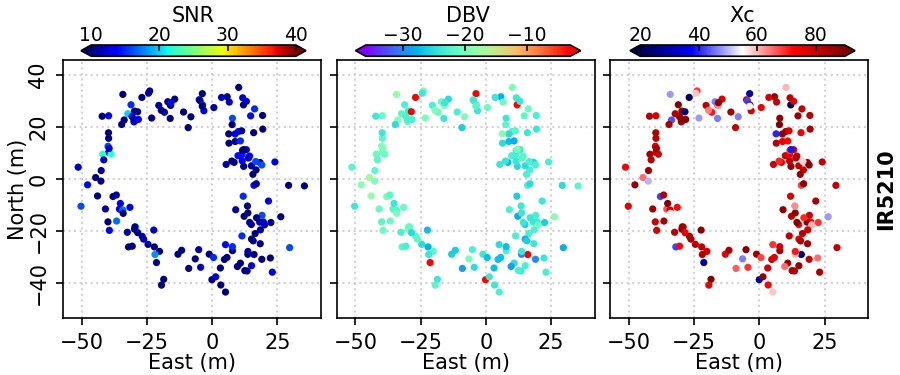 SNR DBV Xc
10 20 30 40 −30 −20 −10 20 40 60 80
40
20
0
−20
−40
North (m)
−50 −25 0 25 −50 −25 0 25 −50 −25 0 25
East (m) East (m) East (m)
IR5210